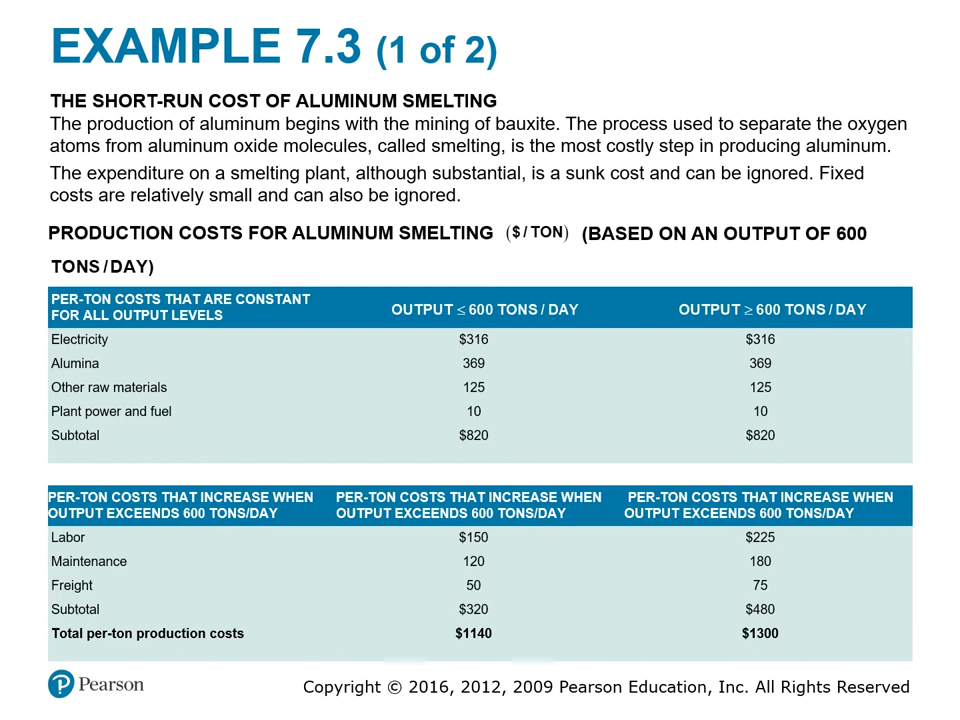 EXAMPLE 7.3 (1 of 2)
THE SHORT-RUN COST OF ALUMINUM SMELTING
The production of aluminum begins with the mining of bauxite. The process used to separate the oxygen
atoms from aluminum oxide molecules, called smelting, is the most costly step in producing aluminum.
The expenditure on a smelting plant, although substantial, is a sunk cost and can be ignored. Fixed
costs are relatively small and can also be ignored.
PRODUCTION COSTS FOR ALUMINUM SMELTING ($ / TON) (BASED ON AN OUTPUT OF 600
TONS / DAY)
PER-TON COSTS THAT ARE CONSTANT
FOR ALL OUTPUT LEVELS
OUTPUT ≤ 600 TONS / DAY
OUTPUT ≥ 600 TONS / DAY
Electricity $316 $316
Alumina 369 369
Other raw materials 125 125
Plant power and fuel 10 10
Subtotal $820 $820
PER-TON COSTS THAT INCREASE WHEN
OUTPUT EXCEEDS 600 TONS/DAY
PER-TON COSTS THAT INCREASE WHEN
OUTPUT EXCEEDS 600 TONS/DAY
PER-TON COSTS THAT INCREASE WHEN
OUTPUT EXCEEDS 600 TONS/DAY
Labor $150 $225
Maintenance 120 180
Freight 50 75
Subtotal $320 $480
Total per-ton production costs $1140 $1300
P Pearson
Copyright © 2016, 2012, 2009 Pearson Education, Inc. All Rights Reserved